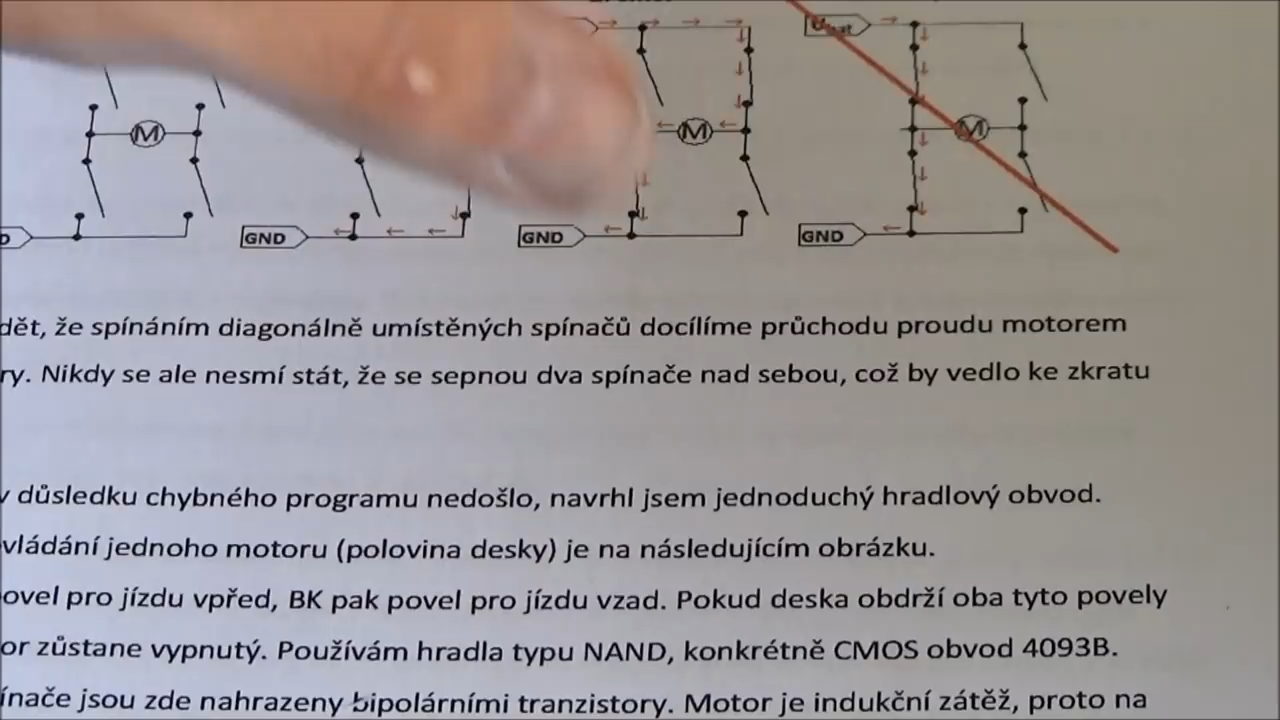 M M M
GND GND GND
dět, že spínáním diagonálně umístěných spínačů docílíme průchodu proudu motorem
ry. Nikdy se ale nesmí stát, že se sepnou dva spínače nad sebou, což by vedlo ke zkratu
v důsledku chybného programu nedošlo, navrhl jsem jednoduchý hradlový obvod.
vládání jednoho motoru (polovina desky) je na následujícím obrázku.
ovel pro jízdu vpřed, BK pak povel pro jízdu vzad. Pokud deska obdrží oba tyto povely
or zůstane vypnutý. Používám hradla typu NAND, konkrétně CMOS obvod 4093B.
ínače jsou zde nahrazeny bipolárními tranzistory. Motor je indukční zátěž, proto na